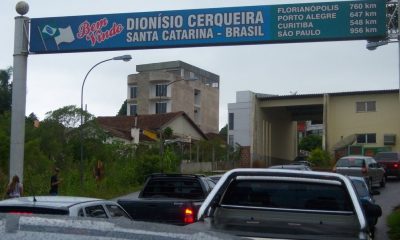 Bem Vindo
DIONÍSIO CERQUEIRA
SANTA CATARINA - BRASIL
FLORIANÓPOLIS 760 km
PORTO ALEGRE 647 km
CURITIBA 548 km
SÃO PAULO 956 km